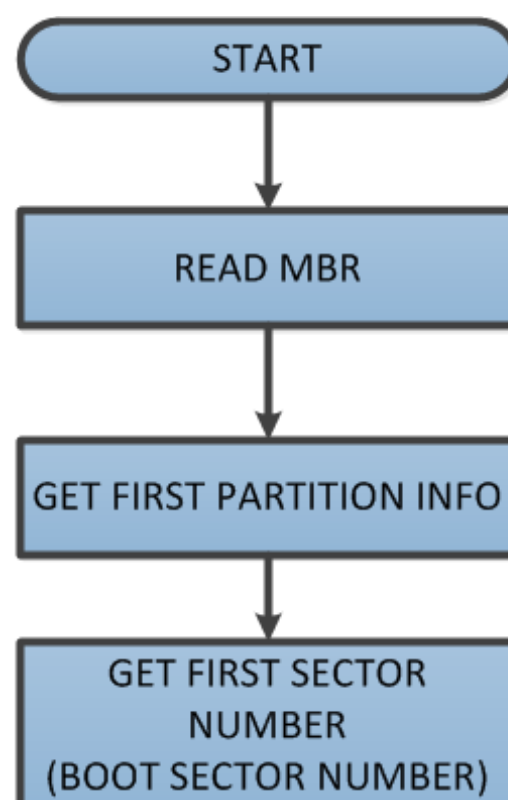 START
READ MBR
GET FIRST PARTITION INFO
GET FIRST SECTOR
NUMBER
(BOOT SECTOR NUMBER)